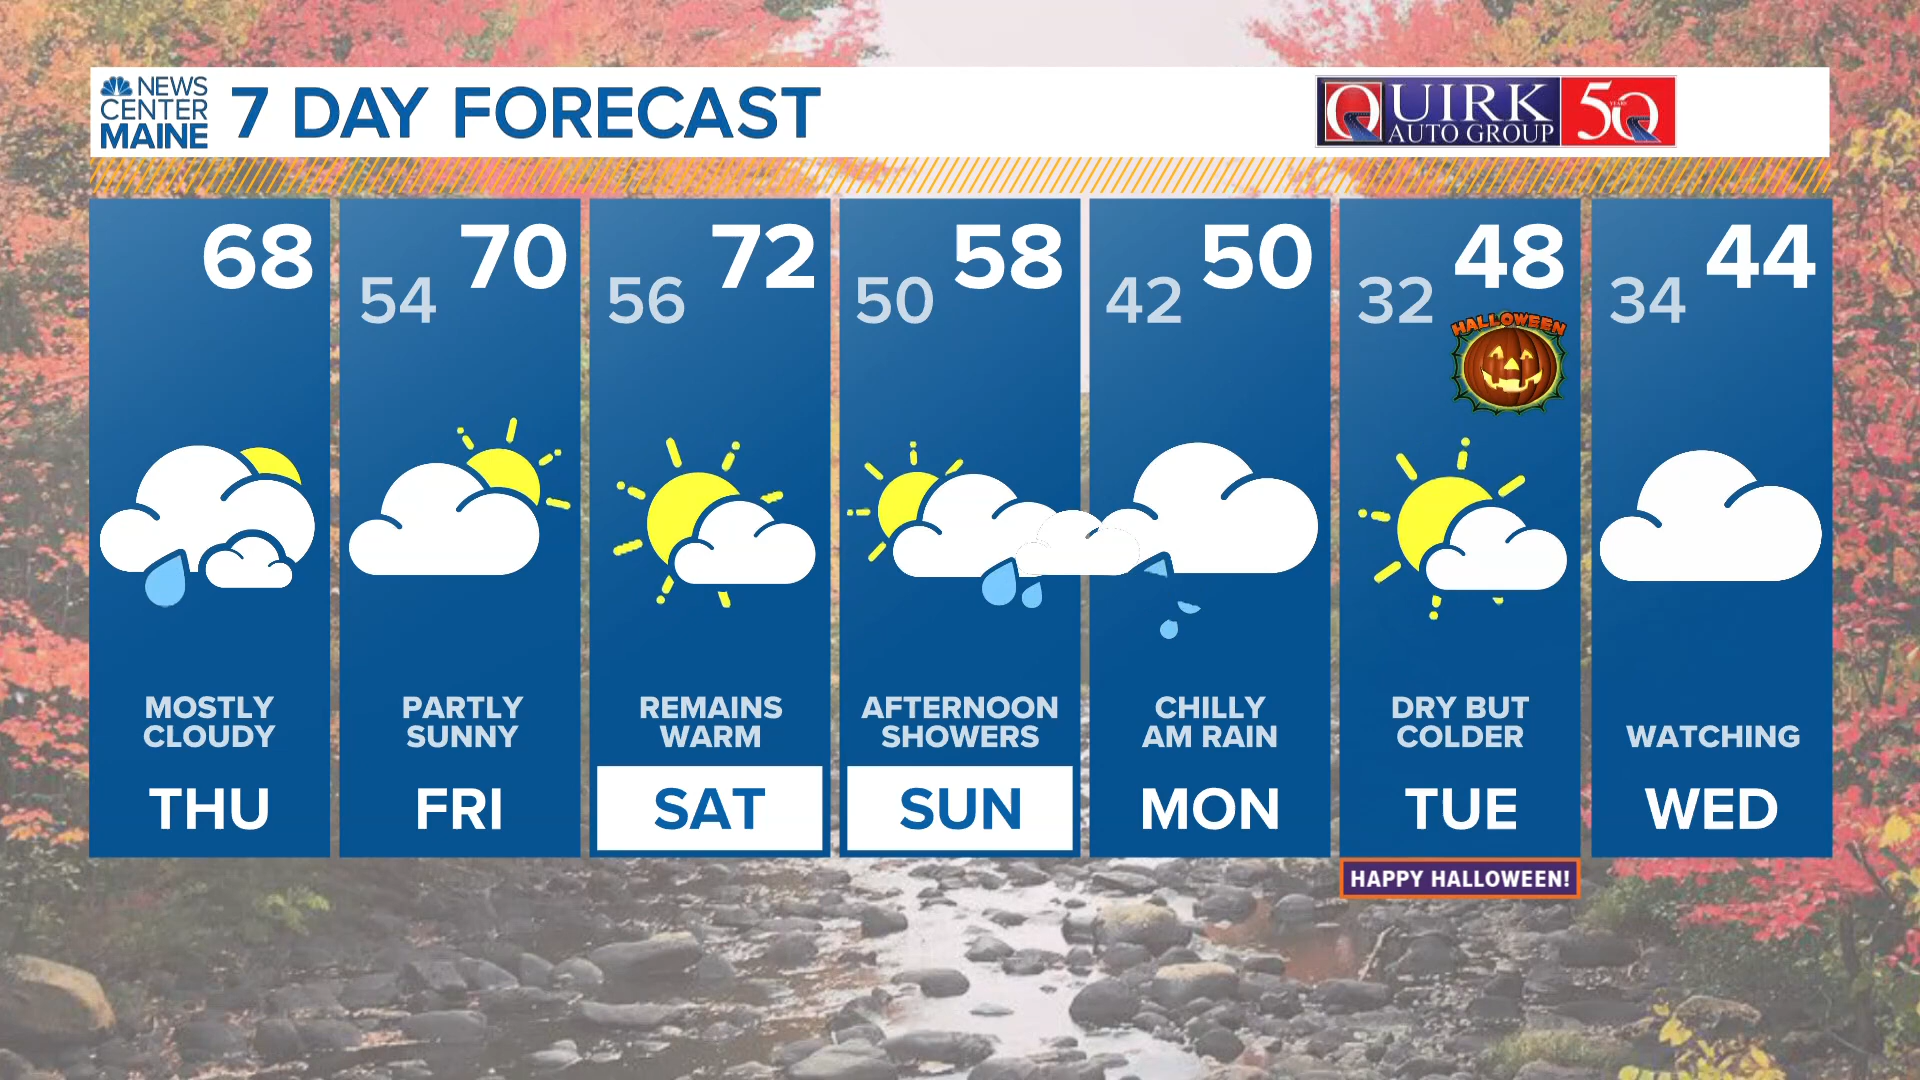 NEWS
CENTER
MAINE
7 DAY FORECAST
QUIRK
AUTO GROUP
50
YEARS
68
54 70
56 72
50 58
42 50
32 48
34 44
HALLOWEEN
MOSTLY
CLOUDY
PARTLY
SUNNY
REMAINS
WARM
AFTERNOON
SHOWERS
CHILLY
AM RAIN
DRY BUT
COLDER
WATCHING
THU
FRI
SAT
SUN
MON
TUE
WED
HAPPY HALLOWEEN!